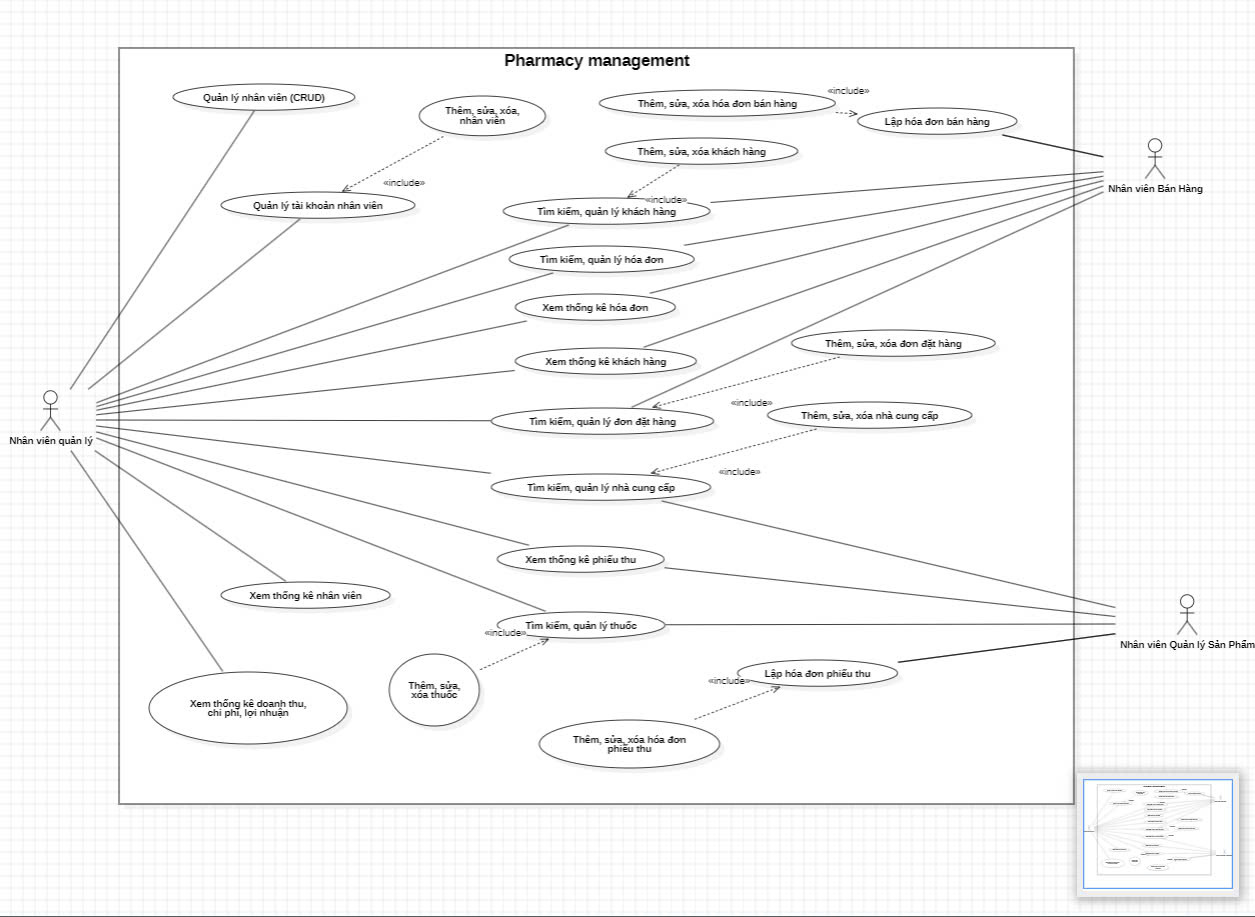 Pharmacy management
Quản lý nhân viên (CRUD)
Thêm, sửa, xóa,
nhân viên
Thêm, sửa, xóa hóa đơn bán hàng
«include»
Lập hóa đơn bán hàng
Thêm, sửa, xóa khách hàng
Nhân viên Bán Hàng
«include»
Quản lý tài khoản nhân viên
«include»
Tìm kiếm, quản lý khách hàng
Tìm kiếm, quản lý hóa đơn
Xem thống kê hóa đơn
Thêm, sửa, xóa đơn đặt hàng
Xem thống kê khách hàng
«include»
Thêm, sửa, xóa nhà cung cấp
Tìm kiếm, quản lý đơn đặt hàng
Nhân viên quản lý
«include»
Tìm kiếm, quản lý nhà cung cấp
Xem thống kê phiếu thu
Xem thống kê nhân viên
Tìm kiếm, quản lý thuốc
«include»
Nhân viên Quản lý Sản Phẩm
Lập hóa đơn phiếu thu
«include»
Thêm, sửa,
xóa thuốc
Xem thống kê doanh thu,
chi phí, lợi nhuận
Thêm, sửa, xóa hóa đơn
phiếu thu